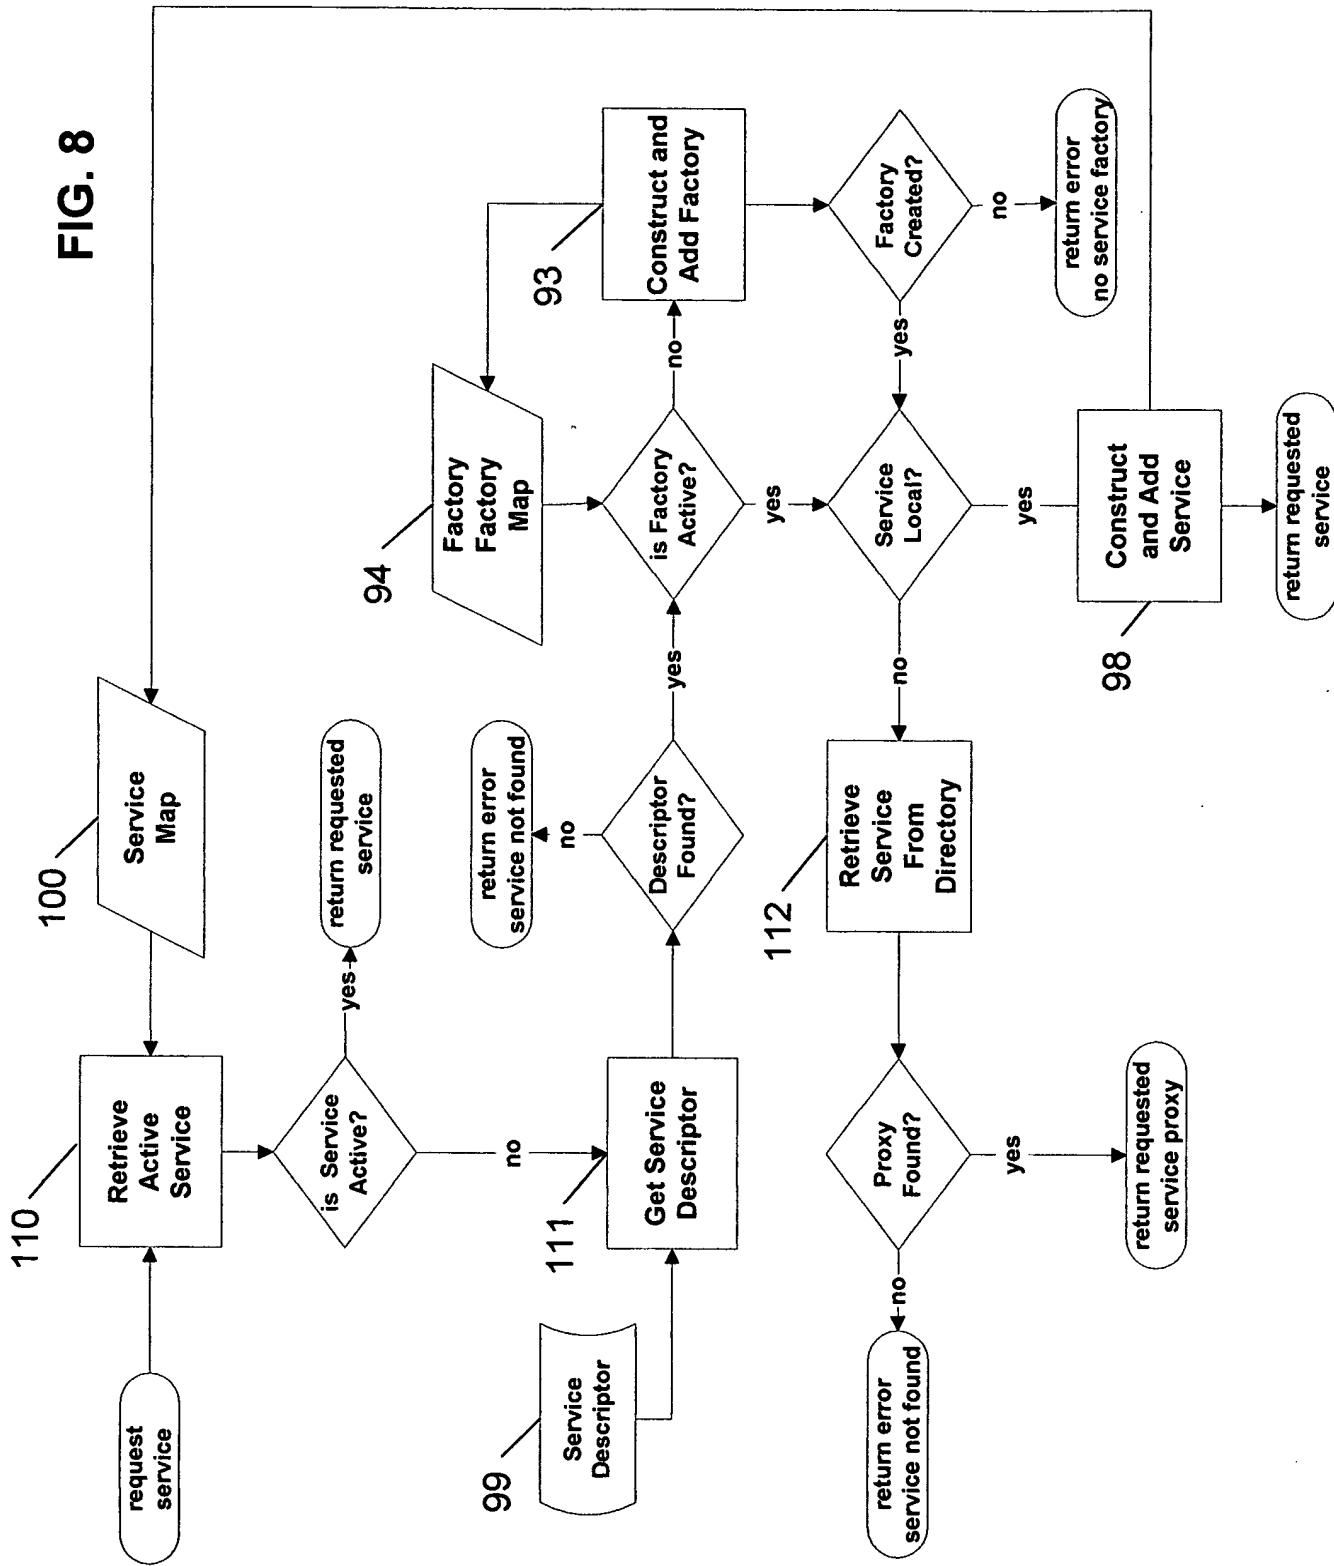 FIG. 8
request
service
110
Retrieve
Active
Service
100
Service
Map
is Service
Active?
yes
return requested
service
no
99
Service
Descriptor
111
Get Service
Descriptor
Descriptor
Found?
no
return error
service not found
yes
94
Factory
Factory
Map
is Factory
Active?
no
93
Construct and
Add Factory
yes
Factory
Created?
no
return error
no service factory
yes
Service
Local?
no
112
Retrieve
Service
From
Directory
Proxy
Found?
no
return error
service not found
yes
return requested
service proxy
yes
98
Construct
and Add
Service
return requested
service